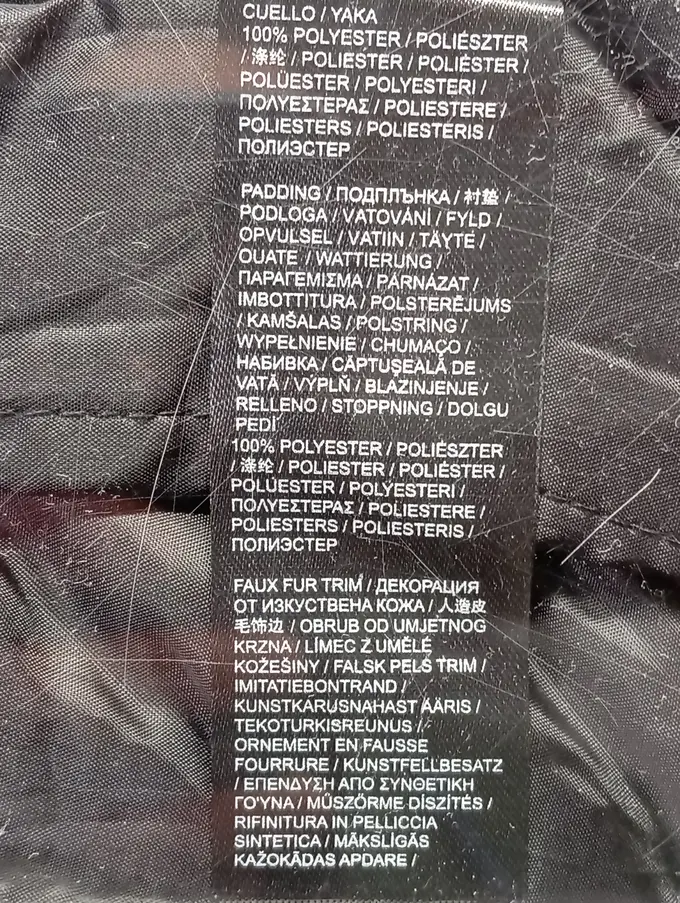 CUELLO / YAKA
100% POLYESTER / POLIÉSZTER
/ 涤纶 / POLIESTER / POLIÉSTER /
POLÜESTER / POLYESTERI /
ΠΟΛΥΕΣΤΕΡΑΣ / POLIESTERE /
POLIESTERS / POLIESTERIS /
ПОЛИЭСТЕР
PADDING / ПОДПЛЪНКА / 衬垫 /
PODLOGA / VATOVÁNÍ / FYLD /
OPVULSEL / VATIIN / TÄYTE /
OUATE / WATTIERUNG /
ΠΑΡΑΓΕΜΙΣΜΑ / PÁRNÁZAT /
IMBOTTITURA / POLSTERĒJUMS
/ KAMŠALAS / POLSTRING /
WYPEŁNIENIE / CHUMAÇO /
НАБИВКА / CĂPTUȘEALĂ DE
VATĂ / VÝPLŇ / BLAZINJENJE /
RELLENO / STOPPNING / DOLGU
PEDİ
100% POLYESTER / POLIÉSZTER
/ 涤纶 / POLIESTER / POLIÉSTER /
POLÜESTER / POLYESTERI /
ΠΟΛΥΕΣΤΕΡΑΣ / POLIESTERE /
POLIESTERS / POLIESTERIS /
ПОЛИЭСТЕР
FAUX FUR TRIM / ДЕКОРАЦИЯ
ОТ ИЗКУСТВЕНА КОЖА / 人造皮
毛饰边 / OBRUB OD UMJETNOG
KRZNA / LÍMEC Z UMĚLÉ
KOŽEŠINY / FALSK PELS TRIM /
IMITATIEBONTRAND /
KUNSTKARUSNAHAST ÄÄRIS /
TEKOTURKISREUNUS /
ORNEMENT EN FAUSSE
FOURRURE / KUNSTFELLBESATZ
/ ΕΠΕΝΔΥΣΗ ΑΠΟ ΣΥΝΘΕΤΙΚΗ
ΓΟΎΝΑ / MŰSZŐRME DÍSZÍTÉS /
RIFINITURA IN PELLICCIA
SINTETICA / MĀKSLĪGĀS
KAŽOKĀDAS APDARE /